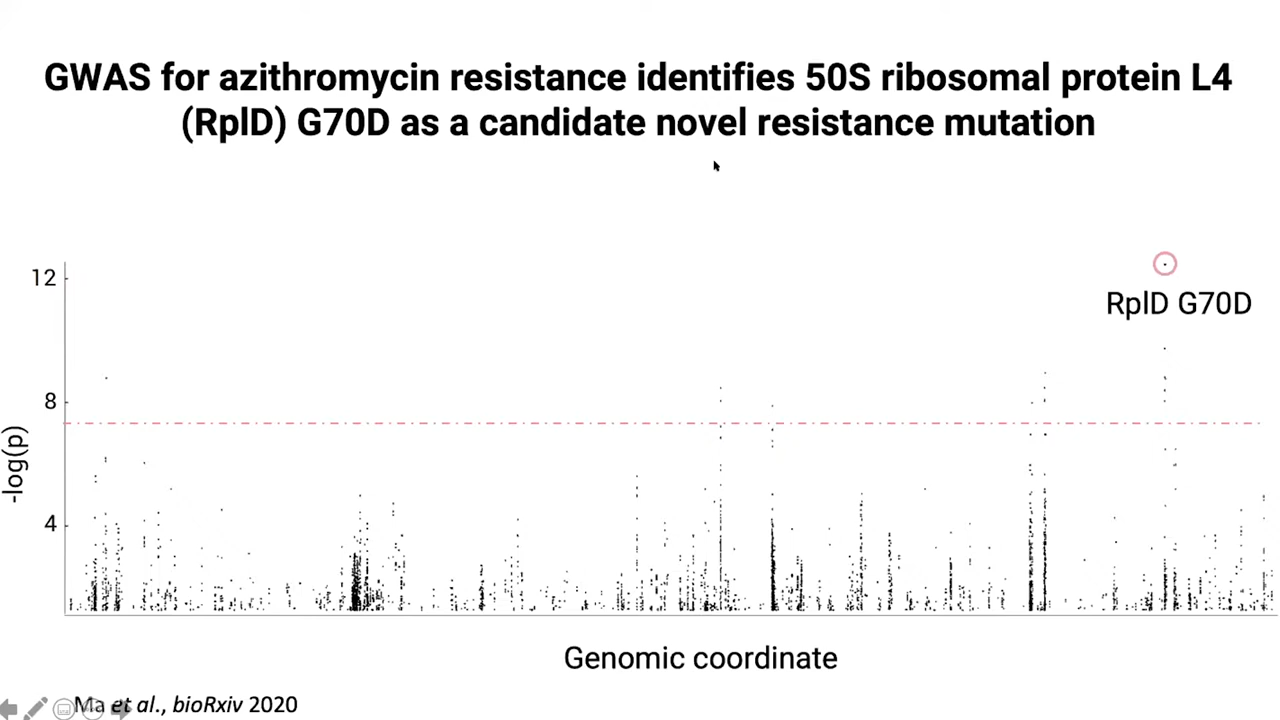 GWAS for azithromycin resistance identifies 50S ribosomal protein L4
(RplD) G70D as a candidate novel resistance mutation
12
RplD G70D
8
-log(p)
4
Genomic coordinate
Ma et al., bioRxiv 2020